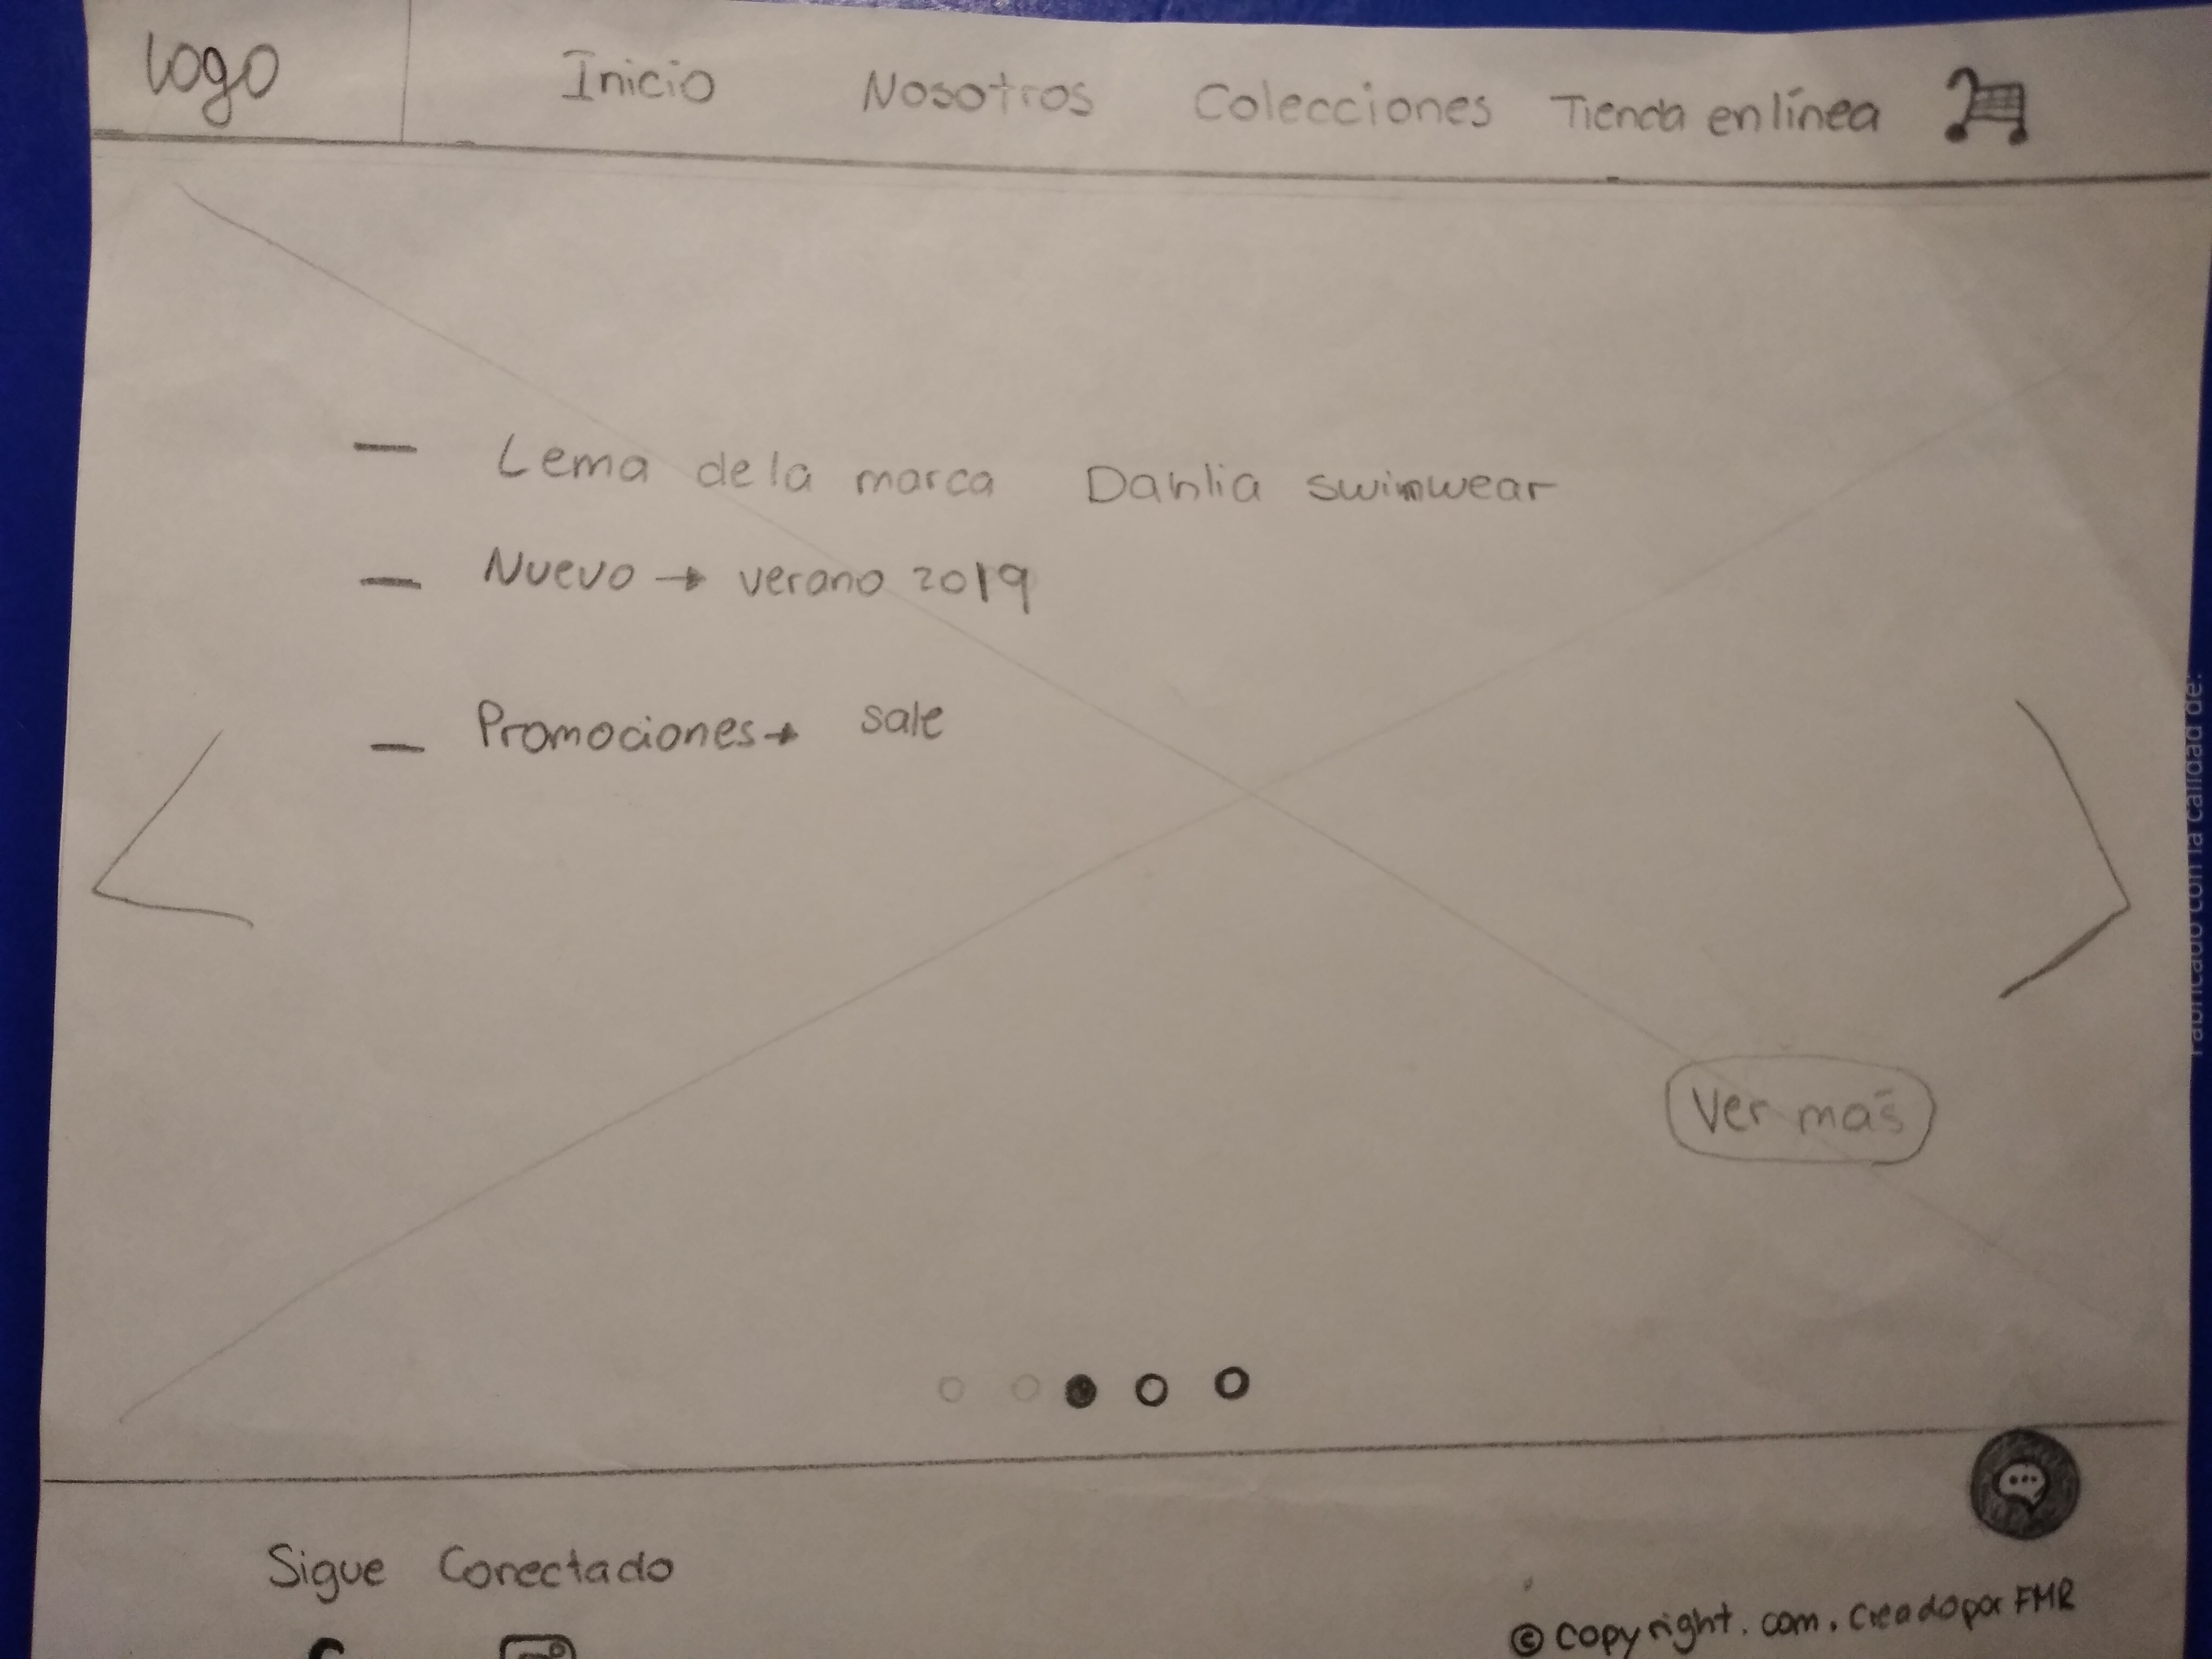 logo
Inicio Nosotros Colecciones Tienda en línea
— Lema de la marca Dahlia swimwear
— Nuevo → verano 2019
— Promociones → sale
Ver más
Sigue Conectado
© copyright.com. Creado por FMR
Fabricado con la calidad de: